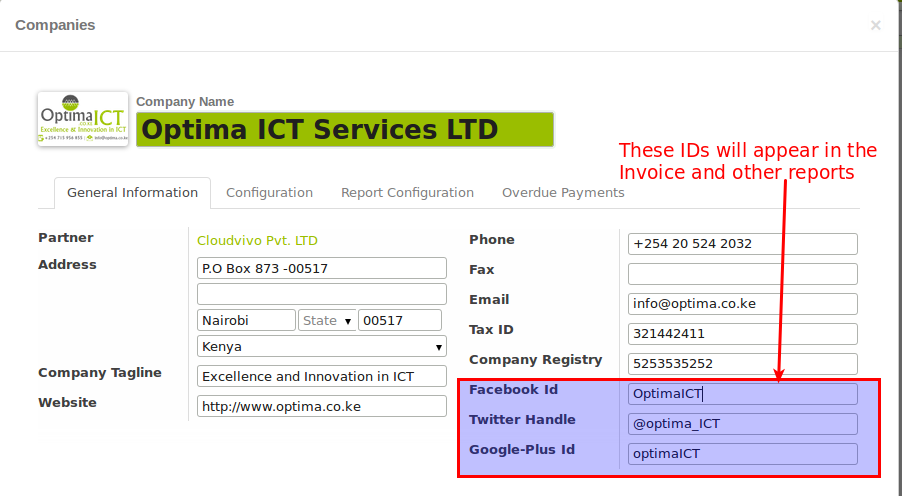 Companies
×
Optima ICT
co.ke
Excellence & Innovation in ICT
Company Name
Optima ICT Services LTD
These IDs will appear in the
Invoice and other reports
General Information Configuration Report Configuration Overdue Payments
Partner Cloudvivo Pvt. LTD
Address P.O Box 873 -00517
Nairobi State 00517
Kenya
Company Tagline Excellence and Innovation in ICT
Website http://www.optima.co.ke
Phone +254 20 524 2032
Fax
Email info@optima.co.ke
Tax ID 321442411
Company Registry 5253535252
Facebook Id OptimaICT
Twitter Handle @optima_ICT
Google-Plus Id optimaICT